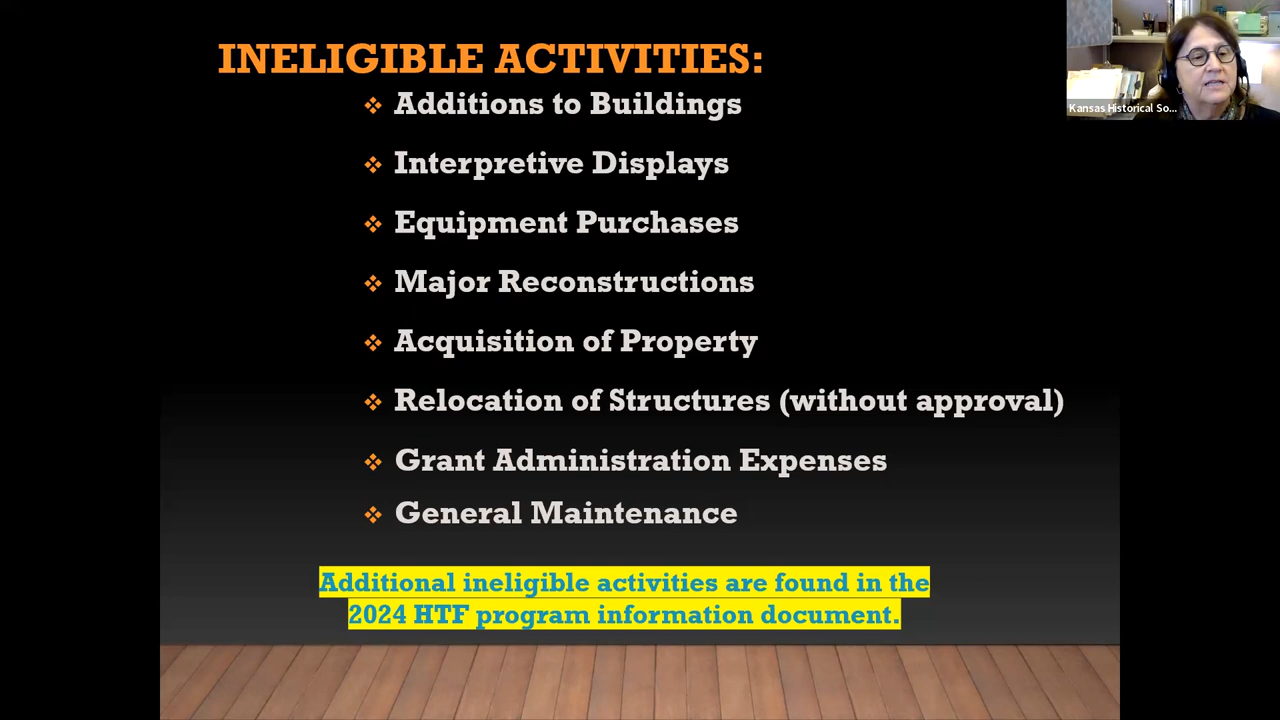 INELIGIBLE ACTIVITIES:
❖ Additions to Buildings
❖ Interpretive Displays
❖ Equipment Purchases
❖ Major Reconstructions
❖ Acquisition of Property
❖ Relocation of Structures (without approval)
❖ Grant Administration Expenses
❖ General Maintenance
Additional ineligible activities are found in the
2024 HTF program information document.
Kansas Historical So...